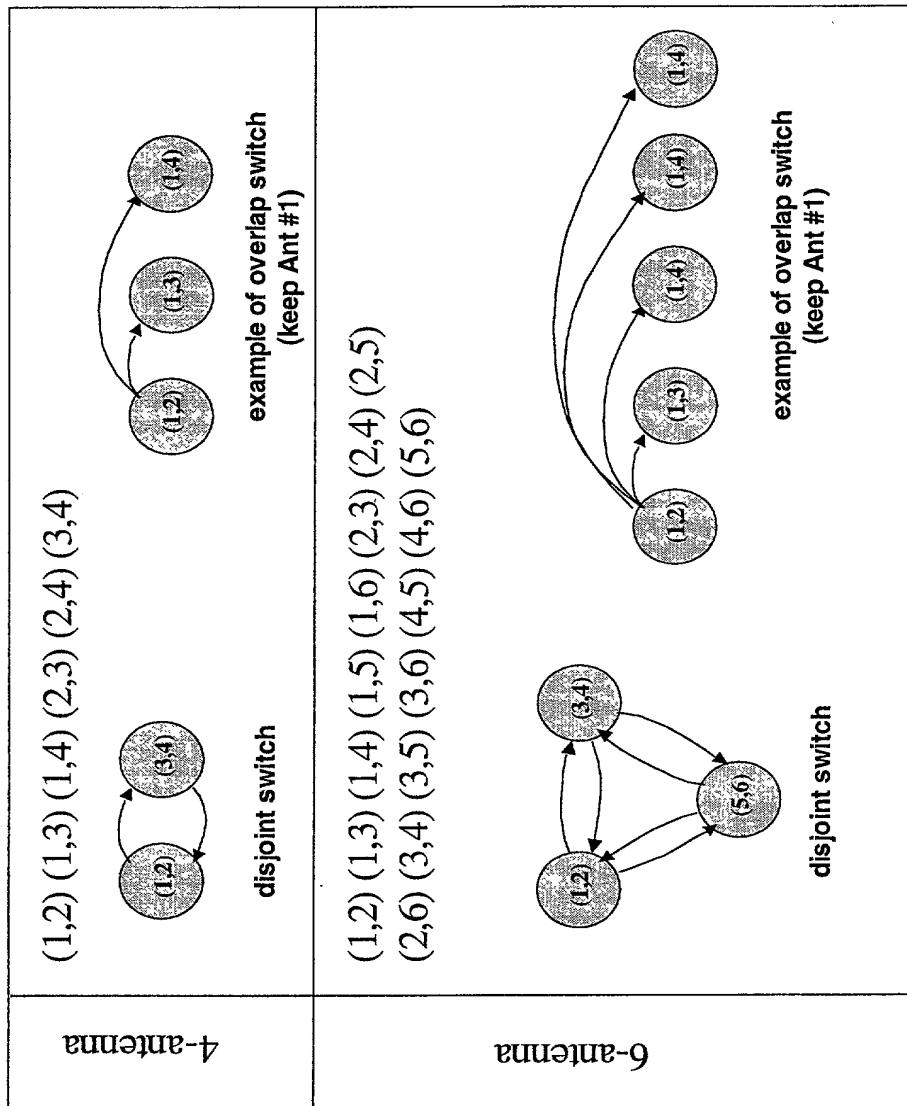 4-antenna
(1,2) (1,3) (1,4) (2,3) (2,4) (3,4)
(1,2)
(3,4)
disjoint switch
(1,2)
(1,3)
(1,4)
example of overlap switch
(keep Ant #1)
6-antenna
(1,2) (1,3) (1,4) (1,5) (1,6) (2,3) (2,4) (2,5)
(2,6) (3,4) (3,5) (3,6) (4,5) (4,6) (5,6)
(1,2)
(3,4)
(5,6)
disjoint switch
(1,2)
(1,3)
(1,4)
(1,4)
(1,4)
example of overlap switch
(keep Ant #1)